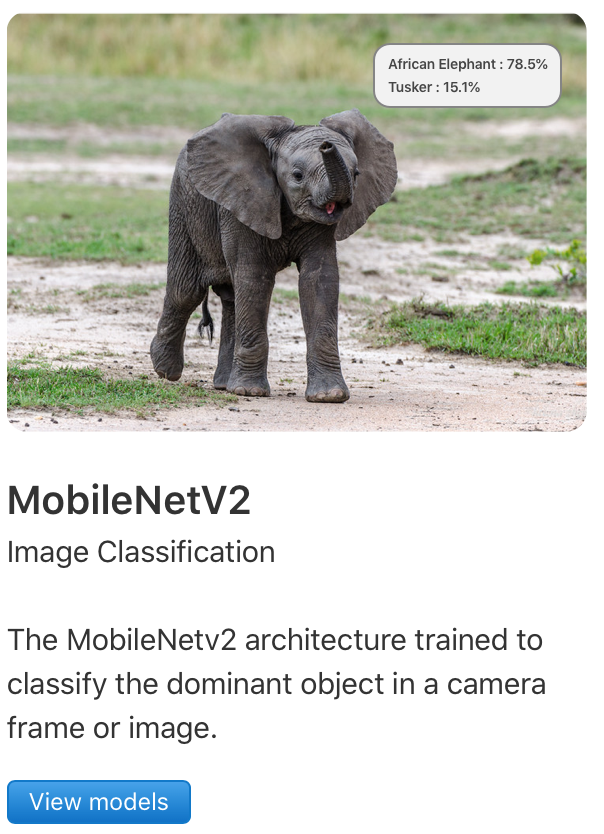 African Elephant : 78.5%
Tusker : 15.1%
MobileNetV2
Image Classification
The MobileNetv2 architecture trained to
classify the dominant object in a camera
frame or image.
View models